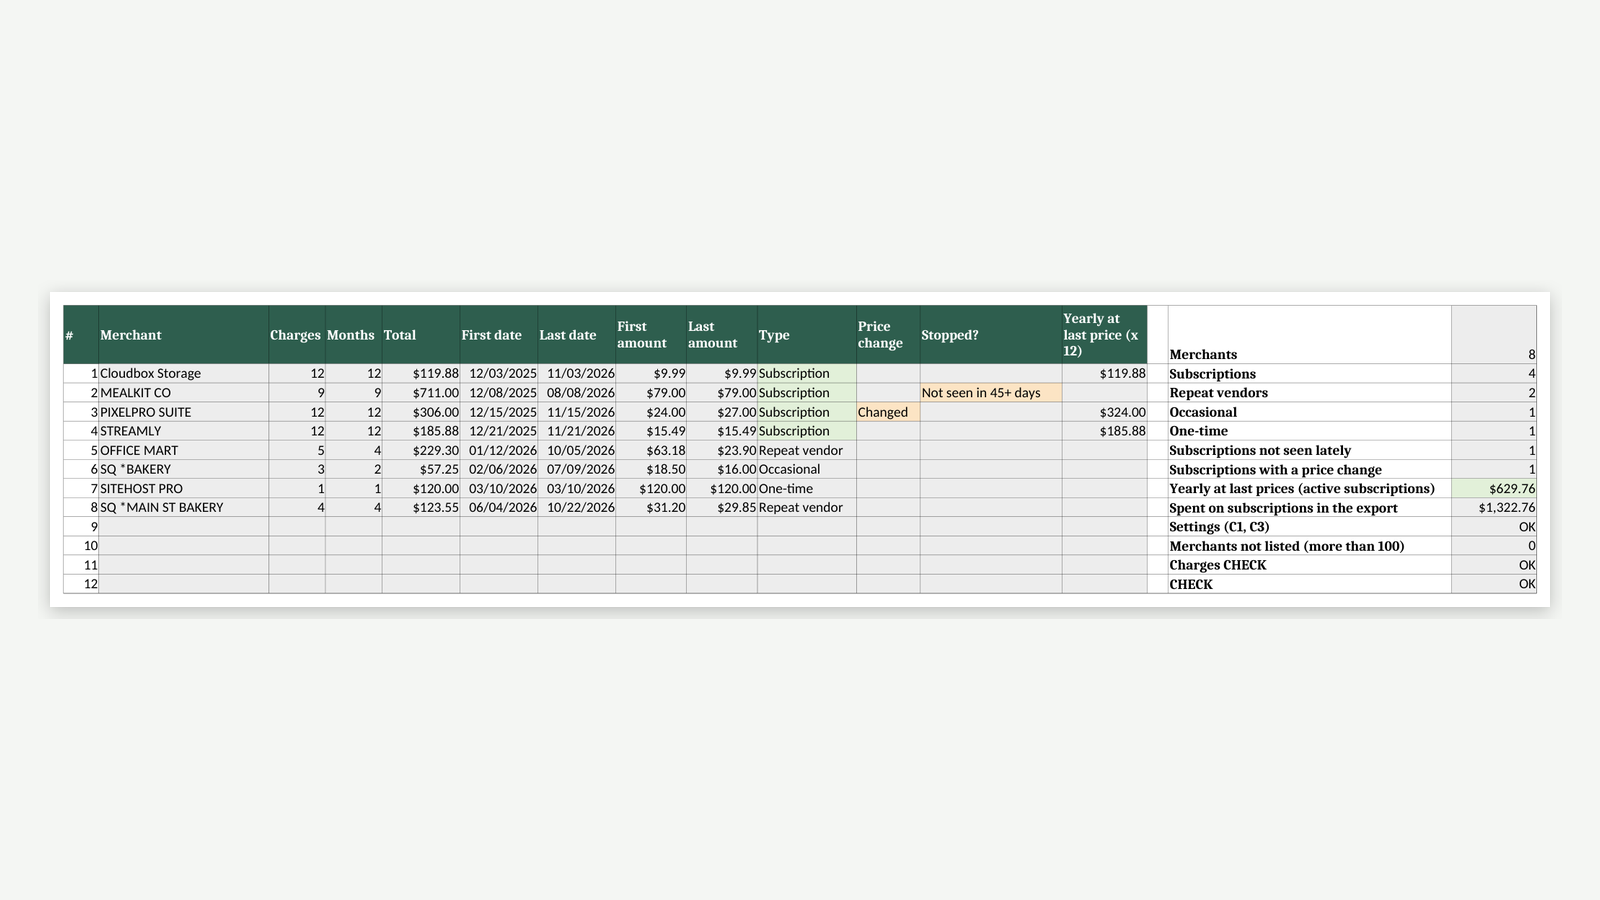 # Merchant Charges Months Total First date Last date First amount Last amount Type Price change Stopped? Yearly at last price (x 12) Merchants 8
1 Cloudbox Storage 12 12 $119.88 12/03/2025 11/03/2026 $9.99 $9.99 Subscription $119.88 Subscriptions 4
2 MEALKIT CO 9 9 $711.00 12/08/2025 08/08/2026 $79.00 $79.00 Subscription Not seen in 45+ days Repeat vendors 2
3 PIXELPRO SUITE 12 12 $306.00 12/15/2025 11/15/2026 $24.00 $27.00 Subscription Changed $324.00 Occasional 1
4 STREAMLY 12 12 $185.88 12/21/2025 11/21/2026 $15.49 $15.49 Subscription $185.88 One-time 1
5 OFFICE MART 5 4 $229.30 01/12/2026 10/05/2026 $63.18 $23.90 Repeat vendor Subscriptions not seen lately 1
6 SQ *BAKERY 3 2 $57.25 02/06/2026 07/09/2026 $18.50 $16.00 Occasional Subscriptions with a price change 1
7 SITEHOST PRO 1 1 $120.00 03/10/2026 03/10/2026 $120.00 $120.00 One-time Yearly at last prices (active subscriptions) $629.76
8 SQ *MAIN ST BAKERY 4 4 $123.55 06/04/2026 10/22/2026 $31.20 $29.85 Repeat vendor Spent on subscriptions in the export $1,322.76
9 Settings (C1, C3) OK
10 Merchants not listed (more than 100) 0
11 Charges CHECK OK
12 CHECK OK